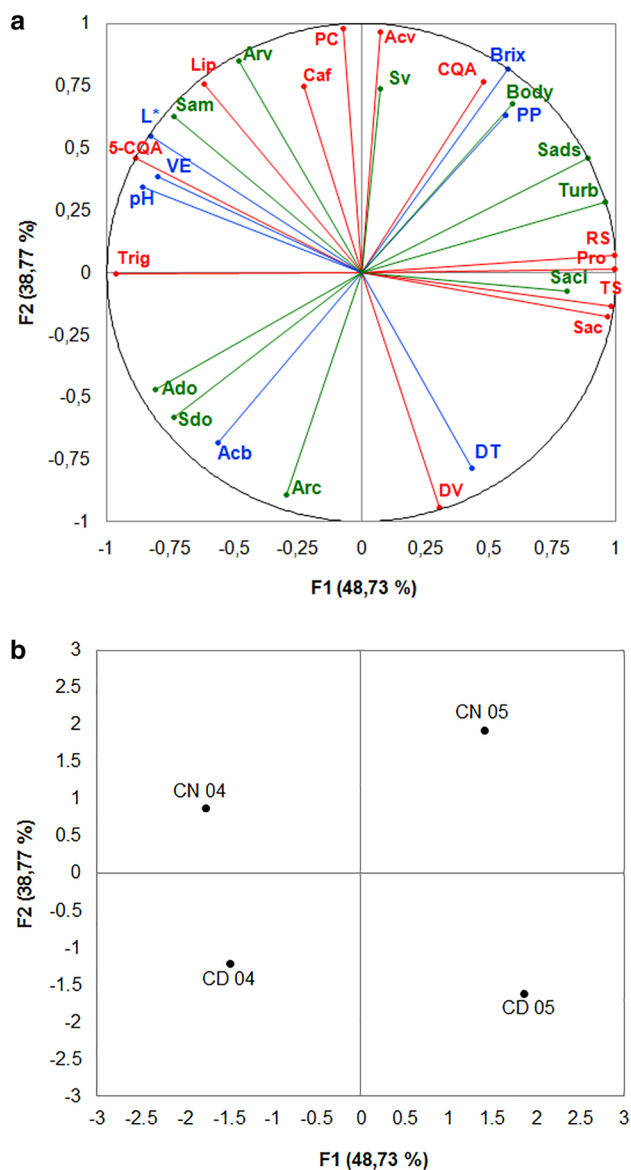 a
PC
Acv
Arv
Brix
Lip
Caf
CQA
Sv
Body
Sam
PP
L*
5-CQA
VE
Sads
pH
Turb
RS
Trig
Pro
Sacl
TS
Sac
Ado
Sdo
Acb
DT
Arc
DV
1
0,75
0,5
0,25
0
-0,25
-0,5
-0,75
-1
F2 (38,77 %)
-1 -0,75 -0,5 -0,25 0 0,25 0,5 0,75 1
F1 (48,73 %)
b
3
2.5
2
1.5
1
0.5
0
-0.5
-1
-1.5
-2
-2.5
-3
F2 (38,77 %)
CN 05
CN 04
CD 04
CD 05
-3 -2.5 -2 -1.5 -1 -0.5 0 0.5 1 1.5 2 2.5 3
F1 (48,73 %)